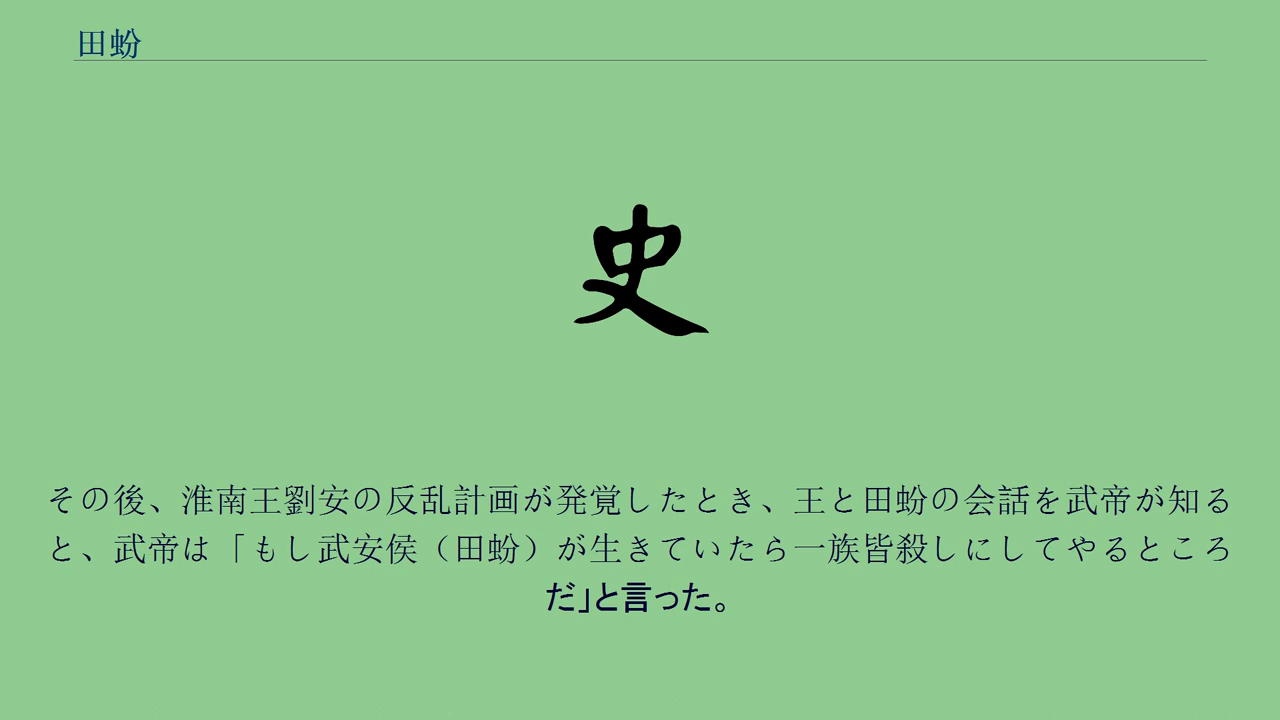 田蚡
史
その後、淮南王劉安の反乱計画が発覚したとき、王と田蚡の会話を武帝が知る
と、武帝は「もし武安侯（田蚡）が生きていたら一族皆殺しにしてやるところ
だ」と言った。